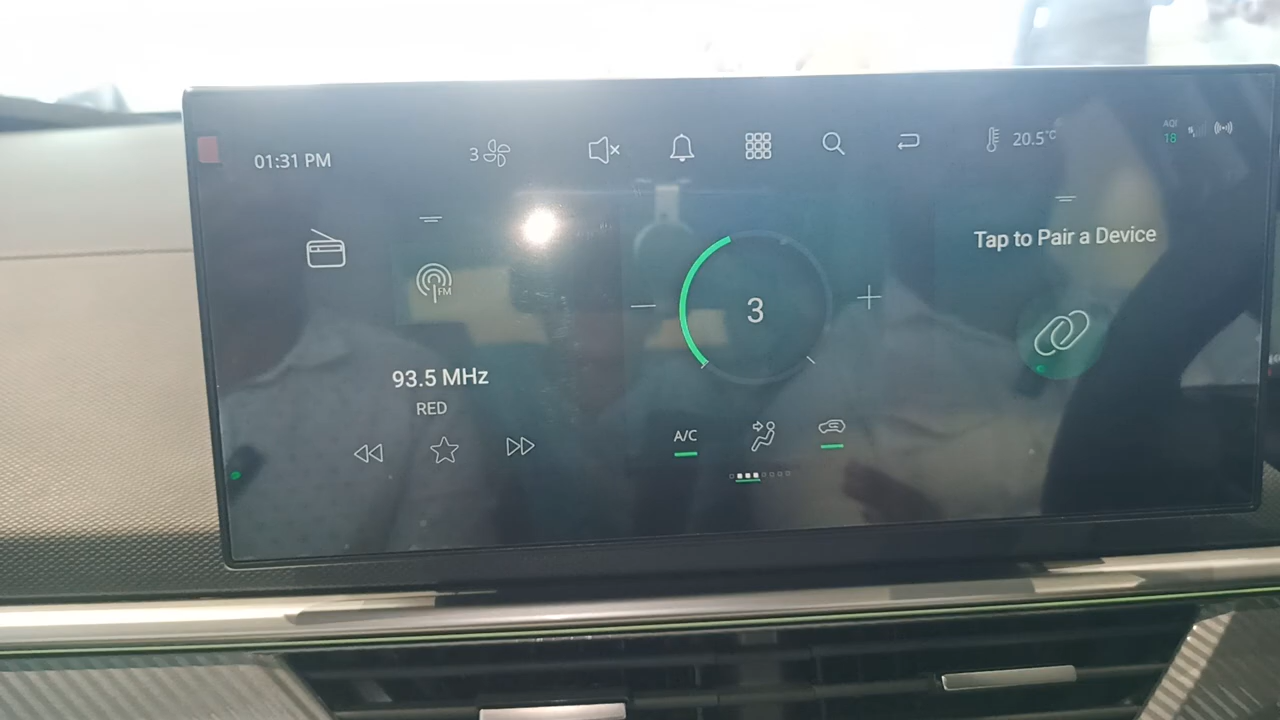 01:31 PM
3
20.5°C
AQI
18
FM
93.5 MHz
RED
3
A/C
Tap to Pair a Device